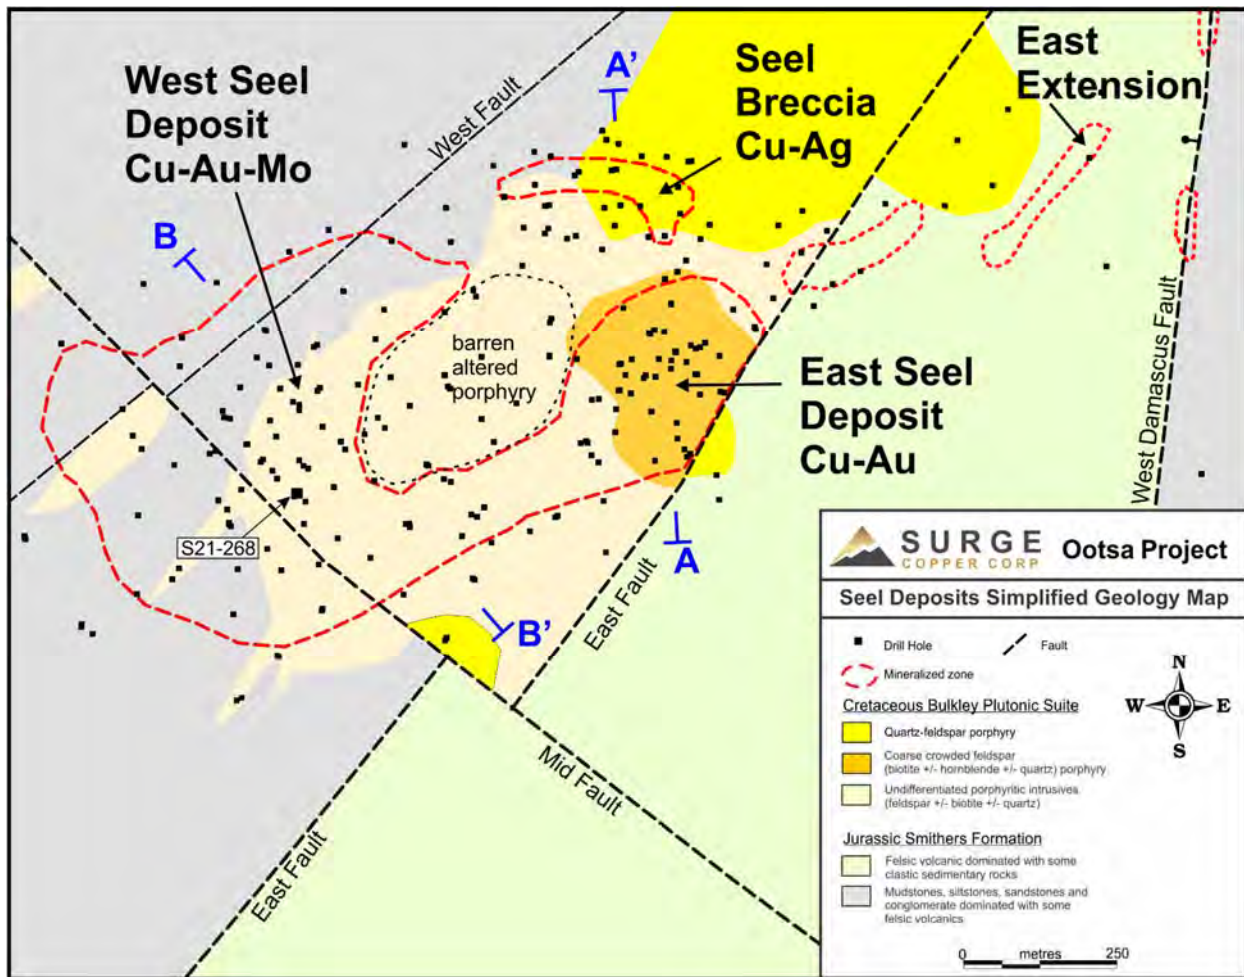 West Seel
Deposit
Cu-Au-Mo
West Fault
A'
Seel
Breccia
Cu-Ag
East
Extension
B
barren
altered
porphyry
East Seel
Deposit
Cu-Au
West Damascus Fault
S21-268
A
B'
East Fault
Mid Fault
East Fault
SURGE
COPPER CORP
Ootsa Project
Seel Deposits Simplified Geology Map
Drill Hole
Fault
Mineralized zone
N
W
E
S
Cretaceous Bulkley Plutonic Suite
Quartz-feldspar porphyry
Coarse crowded feldspar
(biotite +/- hornblende +/- quartz) porphyry
Undifferentiated porphyritic intrusives
(feldspar +/- biotite +/- quartz)
Jurassic Smithers Formation
Felsic volcanic dominated with some
clastic sedimentary rocks
Mudstones, siltstones, sandstones and
conglomerate dominated with some
felsic volcanics
0 metres 250